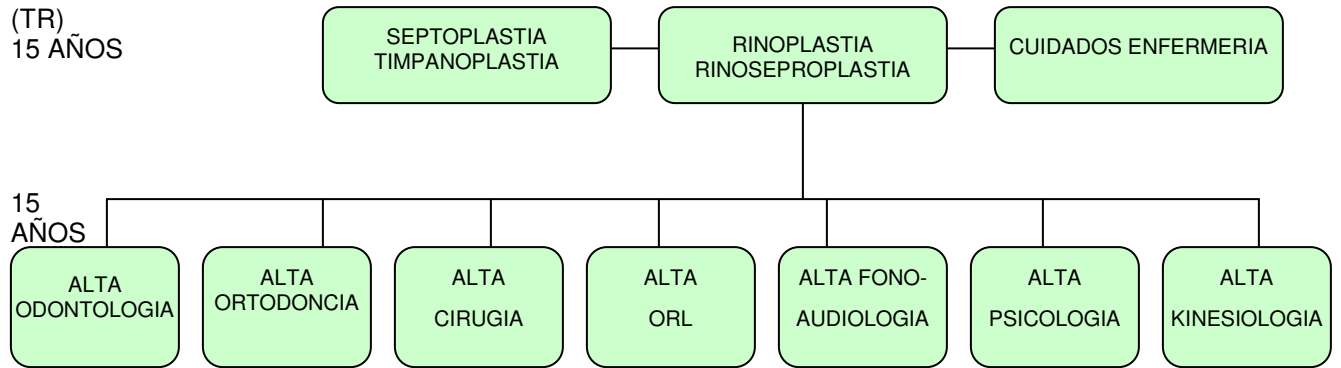 (TR)
15 AÑOS
SEPTOPLASTIA
TIMPANOPLASTIA
RINOPLASTIA
RINOSEPROPLASTIA
CUIDADOS ENFERMERIA
15
AÑOS
ALTA
ODONTOLOGIA
ALTA
ORTODONCIA
ALTA
CIRUGIA
ALTA
ORL
ALTA FONO-
AUDIOLOGIA
ALTA
PSICOLOGIA
ALTA
KINESIOLOGIA